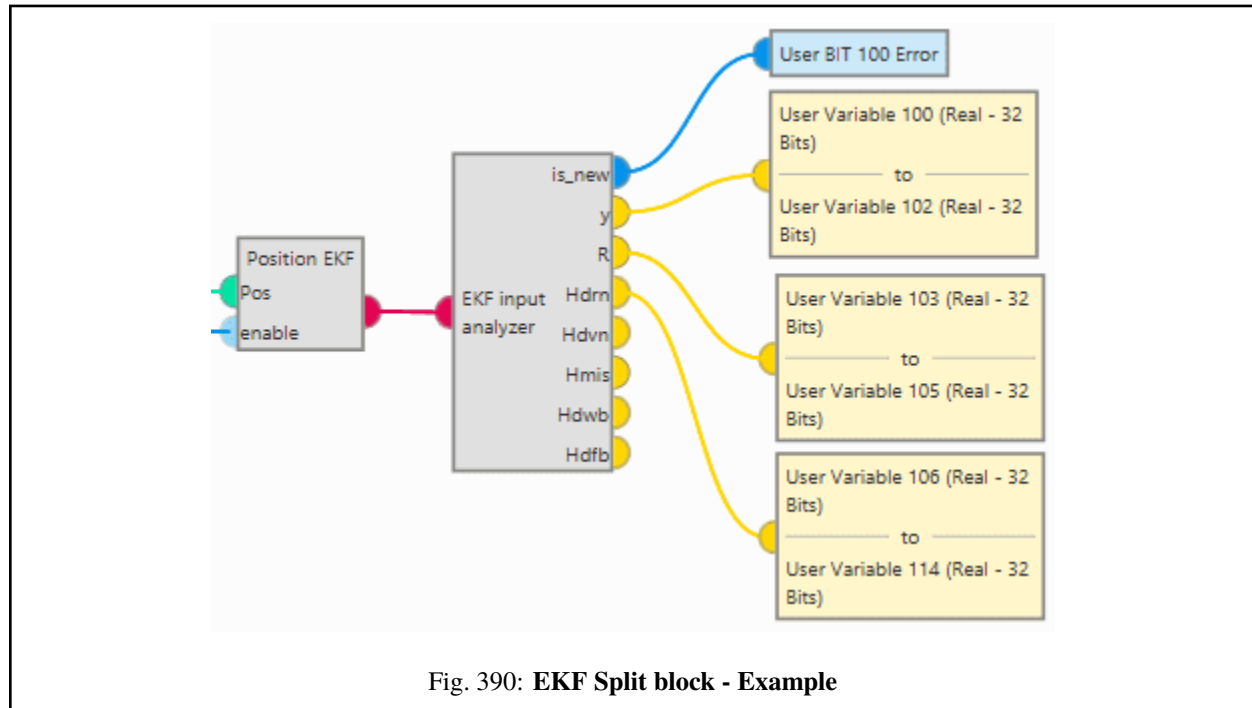 User BIT 100 Error
User Variable 100 (Real - 32
Bits)
to
User Variable 102 (Real - 32
Bits)
Position EKF
Pos
enable
EKF input
analyzer
is_new
y
R
Hdrn
Hdvn
Hmis
Hdwb
Hdfb
User Variable 103 (Real - 32
Bits)
to
User Variable 105 (Real - 32
Bits)
User Variable 106 (Real - 32
Bits)
to
User Variable 114 (Real - 32
Bits)
Fig. 390: EKF Split block - Example